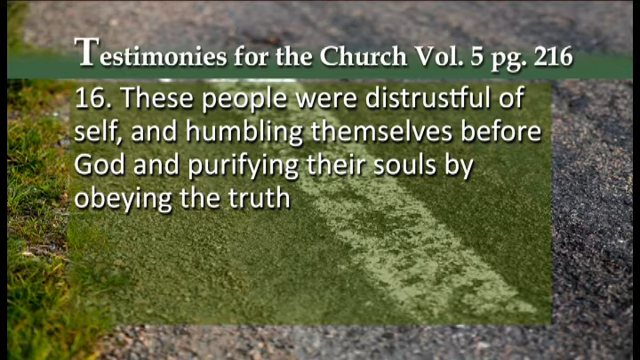 Testimonies for the Church Vol. 5 pg. 216
16. These people were distrustful of
self, and humbling themselves before
God and purifying their souls by
obeying the truth